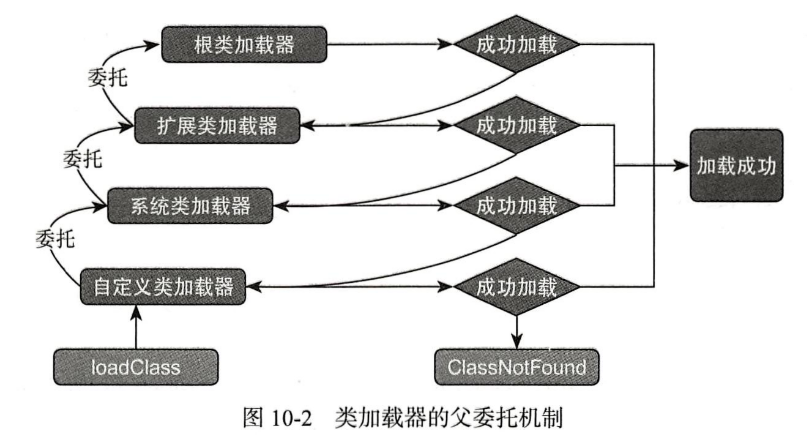 根类加载器
成功加载
委托
扩展类加载器
成功加载
委托
加载成功
系统类加载器
成功加载
委托
自定义类加载器
成功加载
loadClass
ClassNotFound
图 10-2 类加载器的父委托机制